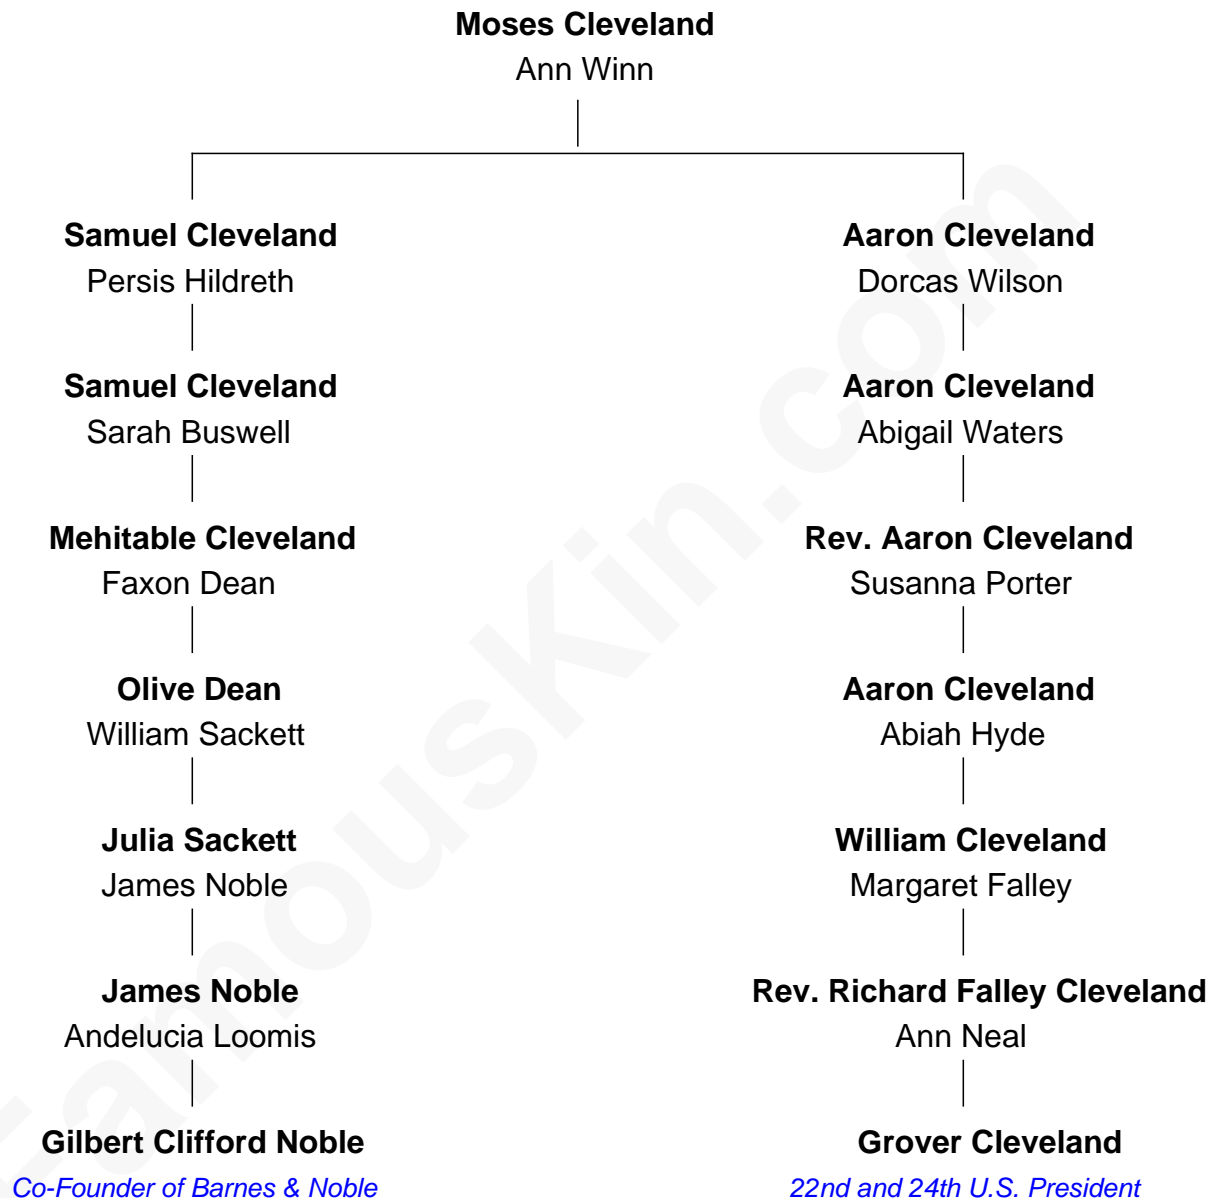 Moses Cleveland
Ann Winn
Samuel Cleveland
Persis Hildreth
Aaron Cleveland
Dorcas Wilson
Samuel Cleveland
Sarah Buswell
Aaron Cleveland
Abigail Waters
Mehitable Cleveland
Faxon Dean
Rev. Aaron Cleveland
Susanna Porter
Olive Dean
William Sackett
Aaron Cleveland
Abiah Hyde
Julia Sackett
James Noble
William Cleveland
Margaret Falley
James Noble
Andelucia Loomis
Rev. Richard Falley Cleveland
Ann Neal
Gilbert Clifford Noble
Co-Founder of Barnes & Noble
Grover Cleveland
22nd and 24th U.S. President
FamousKin.com